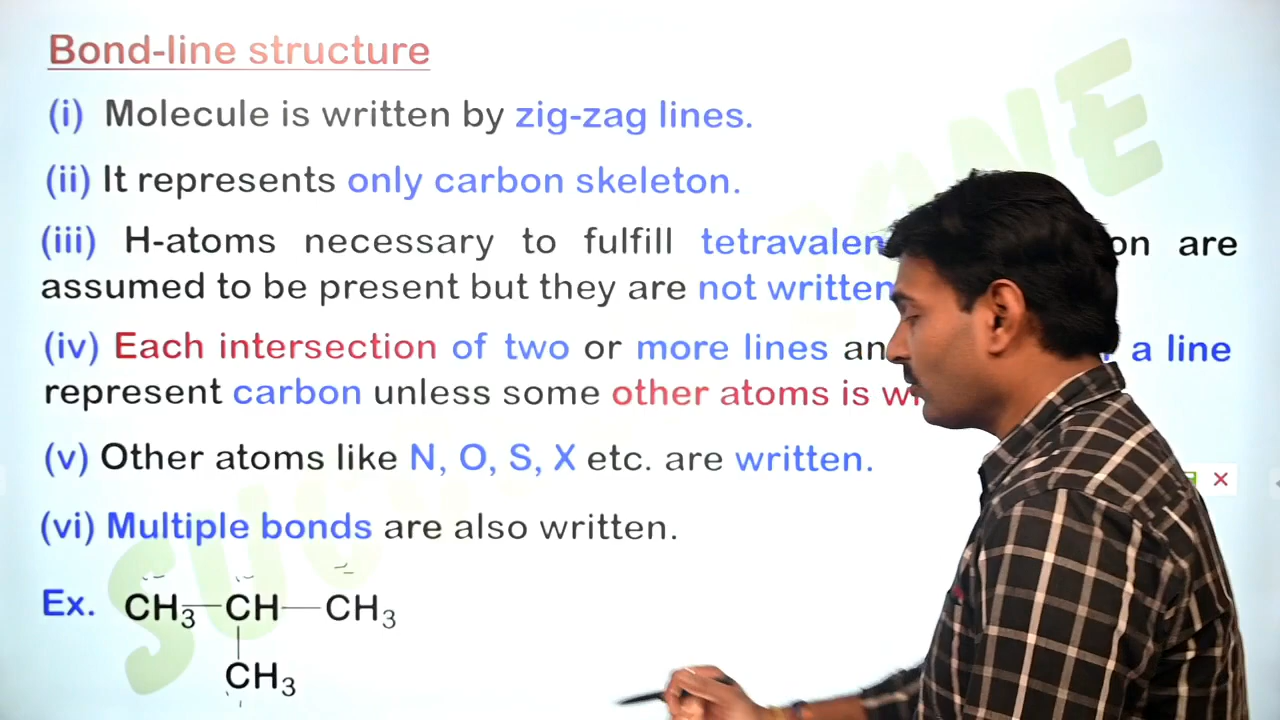 Bond-line structure
(i) Molecule is written by zig-zag lines.
(ii) It represents only carbon skeleton.
(iii) H-atoms necessary to fulfill on are
assumed to be present but they are not written
(iv) Each intersection of two or more lines a line
represent carbon unless some other atoms is
(v) Other atoms like N, O, S, X etc. are written.
(vi) Multiple bonds are also written.
Ex. CH3—CH—CH3
CH3